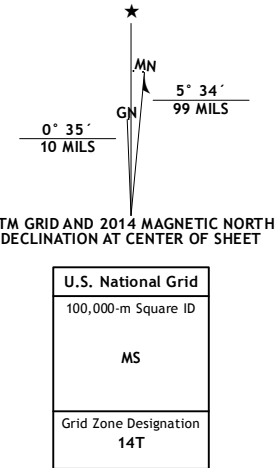 MN
GN
5° 34´
99 MILS
0° 35´
10 MILS
TM GRID AND 2014 MAGNETIC NORTH
DECLINATION AT CENTER OF SHEET
U.S. National Grid
100,000-m Square ID
MS
Grid Zone Designation
14T